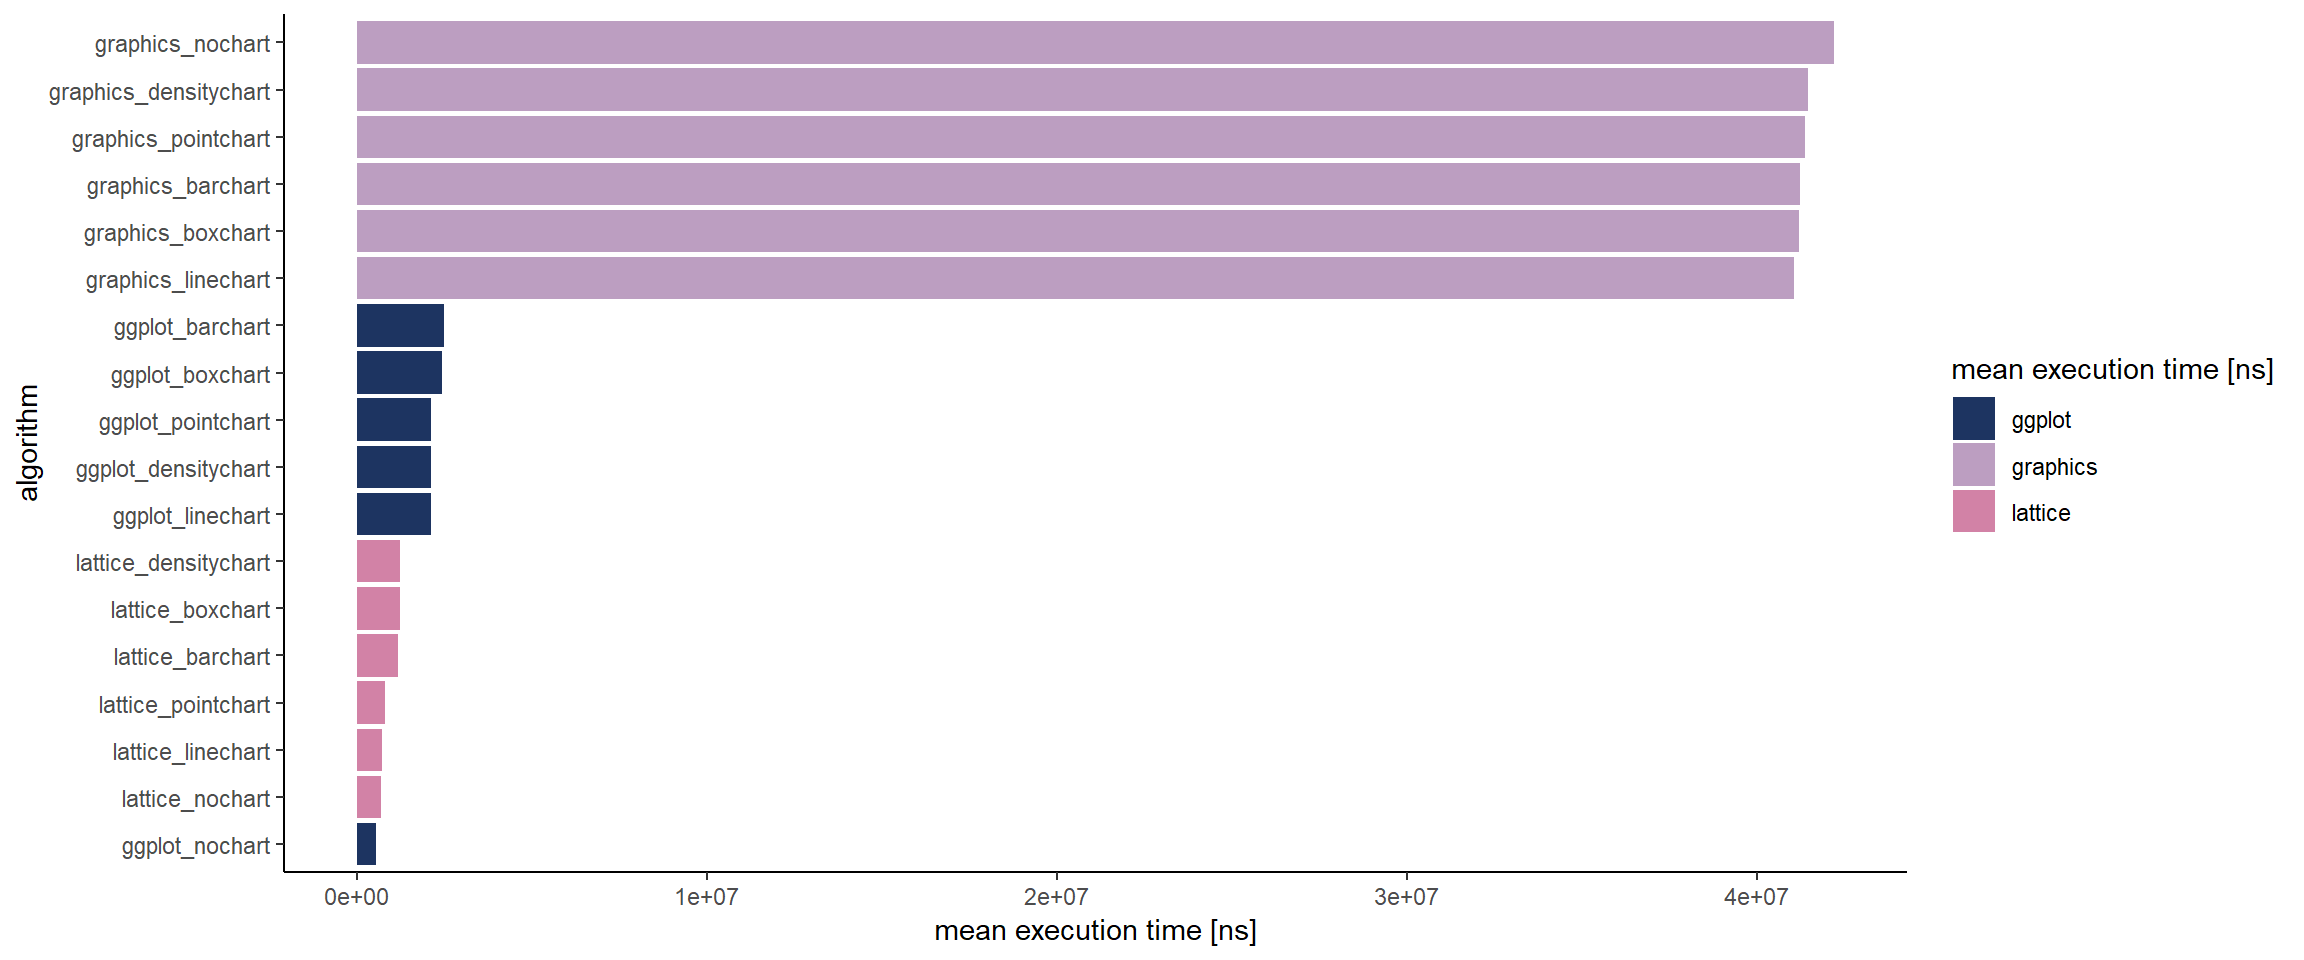 graphics_nochart
graphics_densitychart
graphics_pointchart
graphics_barchart
graphics_boxchart
graphics_linechart
ggplot_barchart
ggplot_boxchart
ggplot_pointchart
ggplot_densitychart
ggplot_linechart
lattice_densitychart
lattice_boxchart
lattice_barchart
lattice_pointchart
lattice_linechart
lattice_nochart
ggplot_nochart
algorithm
0e+00
1e+07
2e+07
3e+07
4e+07
mean execution time [ns]
mean execution time [ns]
ggplot
graphics
lattice